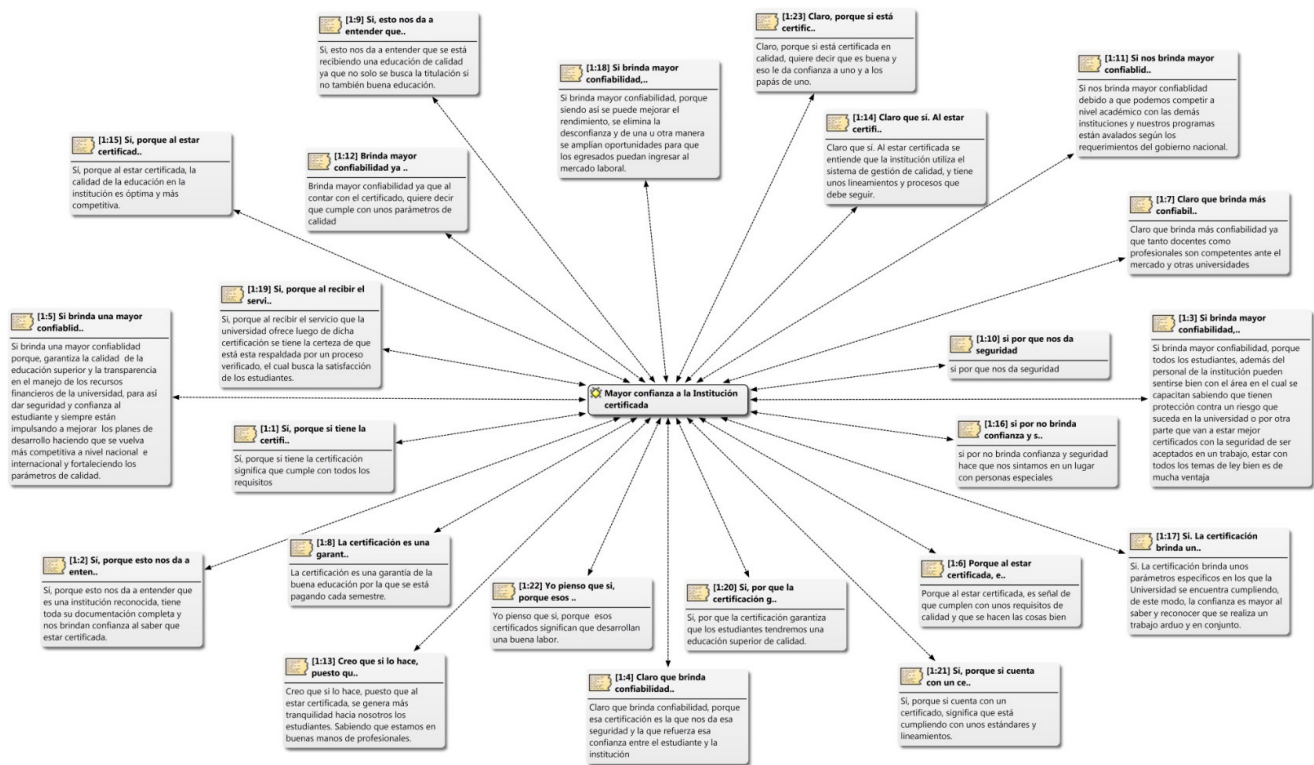 [1:9] Si, esto nos da a
entender que..
Si, esto nos da a entender que se está
recibiendo una educación de calidad
ya que no solo se busca la titulación si
no también buena educación.
[1:23] Claro, porque si está
certific..
Claro, porque si está certificada en
calidad, quiere decir que es buena y
eso le da confianza a uno y a los
papás de uno.
[1:18] Si brinda mayor
confiabilidad,..
Si brinda mayor confiabilidad, porque
siendo así se puede mejorar el
rendimiento, se elimina la
desconfianza y de una u otra manera
se amplian oportunidades para que
los egresados puedan ingresar al
mercado laboral.
[1:11] Si nos brinda mayor
confiablid..
Si nos brinda mayor confiablidad
debido a que podemos competir a
nivel académico con las demás
instituciones y nuestros programas
están avalados según los
requerimientos del gobierno nacional.
[1:14] Claro que sí. Al estar
certifi..
Claro que sí. Al estar certificada se
entiende que la institución utiliza el
sistema de gestión de calidad, y tiene
unos lineamientos y procesos que
debe seguir.
[1:15] Sí, porque al estar
certificad..
Sí, porque al estar certificada, la
calidad de la educación en la
institución es óptima y más
competitiva.
[1:12] Brinda mayor
confiabilidad ya ..
Brinda mayor confiabilidad ya que al
contar con el certificado, quiere decir
que cumple con unos parámetros de
calidad
[1:7] Claro que brinda más
confiabil..
Claro que brinda más confiabilidad ya
que tanto docentes como
profesionales son competentes ante el
mercado y otras universidades
[1:19] Si, porque al recibir el
servi..
Si, porque al recibir el servicio que la
universidad ofrece luego de dicha
certificación se tiene la certeza de que
está esta respaldada por un proceso
verificado, el cual busca la satisfacción
de los estudiantes.
[1:5] Si brinda una mayor
confiablid..
Si brinda una mayor confiablidad
porque, garantiza la calidad de la
educación superior y la transparencia
en el manejo de los recursos
financieros de la universidad, para así
dar seguridad y confianza al
estudiante y siempre están
impulsando a mejorar los planes de
desarrollo haciendo que se vuelva
más competitiva a nivel nacional e
internacional y fortaleciendo los
parámetros de calidad.
[1:3] Si brinda mayor
confiabilidad,..
Si brinda mayor confiabilidad, porque
todos los estudiantes, además del
personal de la institución pueden
sentirse bien con el área en el cual se
capacitan sabiendo que tienen
protección contra un riesgo que
suceda en la universidad o por otra
parte que van a estar mejor
certificados con la seguridad de ser
aceptados en un trabajo, estar con
todos los temas de ley bien es de
mucha ventaja
[1:10] si por que nos da
seguridad
si por que nos da seguridad
Mayor confianza a la Institución
certificada
[1:1] Sí, porque si tiene la
certifi..
Sí, porque si tiene la certificación
significa que cumple con todos los
requisitos
[1:16] si por no brinda
confianza y s..
si por no brinda confianza y seguridad
hace que nos sintamos en un lugar
con personas especiales
[1:2] Sí, porque esto nos da a
enten..
Sí, porque esto nos da a entender que
es una institución reconocida, tiene
toda su documentación completa y
nos brindan confianza al saber que
estar certificada.
[1:8] La certificación es una
garant..
La certificación es una garantía de la
buena educación por la que se está
pagando cada semestre.
[1:22] Yo pienso que si,
porque esos ..
Yo pienso que si, porque esos
certificados significan que desarrollan
una buena labor.
[1:20] Si, por que la
certificación g..
Si, por que la certificación garantiza
que los estudiantes tendremos una
educación superior de calidad.
[1:6] Porque al estar
certificada, e..
Porque al estar certificada, es señal de
que cumplen con unos requisitos de
calidad y que se hacen las cosas bien
[1:17] Si. La certificación
brinda un..
Si. La certificación brinda unos
parámetros especificos en los que la
Universidad se encuentra cumpliendo,
de este modo, la confianza es mayor al
saber y reconocer que se realiza un
trabajo arduo y en conjunto.
[1:13] Creo que si lo hace,
puesto qu..
Creo que si lo hace, puesto que al
estar certificada, se genera más
tranquilidad hacia nosotros los
estudiantes. Sabiendo que estamos en
buenas manos de profesionales.
[1:4] Claro que brinda
confiabilidad..
Claro que brinda confiabilidad, porque
esa certificación es la que nos da esa
seguridad y la que refuerza esa
confianza entre el estudiante y la
institución
[1:21] Sí, porque si cuenta
con un ce..
Sí, porque si cuenta con un
certificado, significa que está
cumpliendo con unos estándares y
lineamientos.